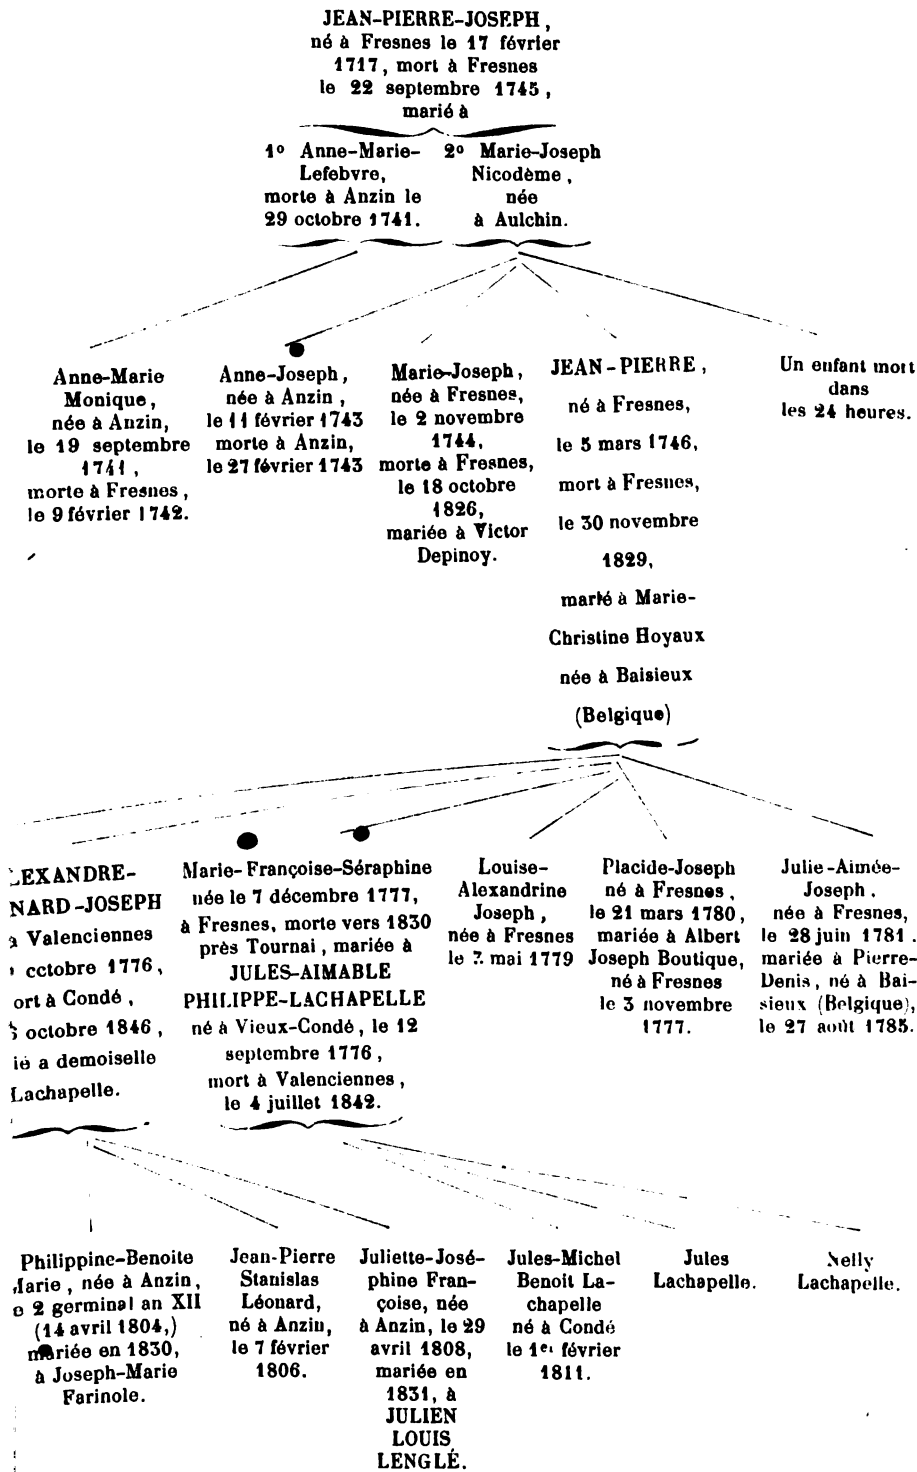 JEAN-PIERRE-JOSEPH,
né à Fresnes le 17 février
1717, mort à Fresnes
le 22 septembre 1745,
marié à
1º Anne-Marie-
Lefebvre,
morte à Anzin le
29 octobre 1741.
2º Marie-Joseph
Nicodème,
née
à Aulchin.
Anne-Marie
Monique,
née à Anzin,
le 19 septembre
1741,
morte à Fresnes,
le 9 février 1742.
Anne-Joseph,
née à Anzin,
le 11 février 1743
morte à Anzin,
le 27 février 1743
Marie-Joseph,
née à Fresnes,
le 2 novembre
1744,
morte à Fresnes,
le 18 octobre
1826,
mariée à Victor
Depinoy.
JEAN-PIERRE,
né à Fresnes,
le 5 mars 1746,
mort à Fresnes,
le 30 novembre
1829,
marié à Marie-
Christine Hoyaux
née à Baisieux
(Belgique)
Un enfant mort
dans
les 24 heures.
LEXANDRE-
NARD-JOSEPH
à Valenciennes
octobre 1776,
ort à Condé,
octobre 1846,
ié a demoiselle
Lachapelle.
Marie-Françoise-Séraphine
née le 7 décembre 1777,
à Fresnes, morte vers 1830
près Tournai, mariée à
JULES-AIMABLE
PHILIPPE-LACHAPELLE
né à Vieux-Condé, le 12
septembre 1776,
mort à Valenciennes,
le 4 juillet 1842.
Louise-
Alexandrine
Joseph,
née à Fresnes
le mai 1779
Placide-Joseph
né à Fresnes,
le 21 mars 1780,
mariée à Albert
Joseph Boutique,
né à Fresnes
le 3 novembre
1777.
Julie-Aimée-
Joseph,
née à Fresnes,
le 28 juin 1781.
mariée à Pierre-
Denis, né à Bai-
sieux (Belgique),
le 27 août 1785.
Philippine-Benoite
Marie, née à Anzin,
e 2 germinal an XII
(14 avril 1804,)
mariée en 1830,
à Joseph-Marie
Farinole.
Jean-Pierre
Stanislas
Léonard,
né à Anzin,
le 7 février
1806.
Juliette-José-
phine Fran-
çoise, née
à Anzin, le 29
avril 1808,
mariée en
1831, à
JULIEN
LOUIS
LENGLÉ.
Jules-Michel
Benoit La-
chapelle
né à Condé
le 1er février
1811.
Jules
Lachapelle.
Nelly
Lachapelle.